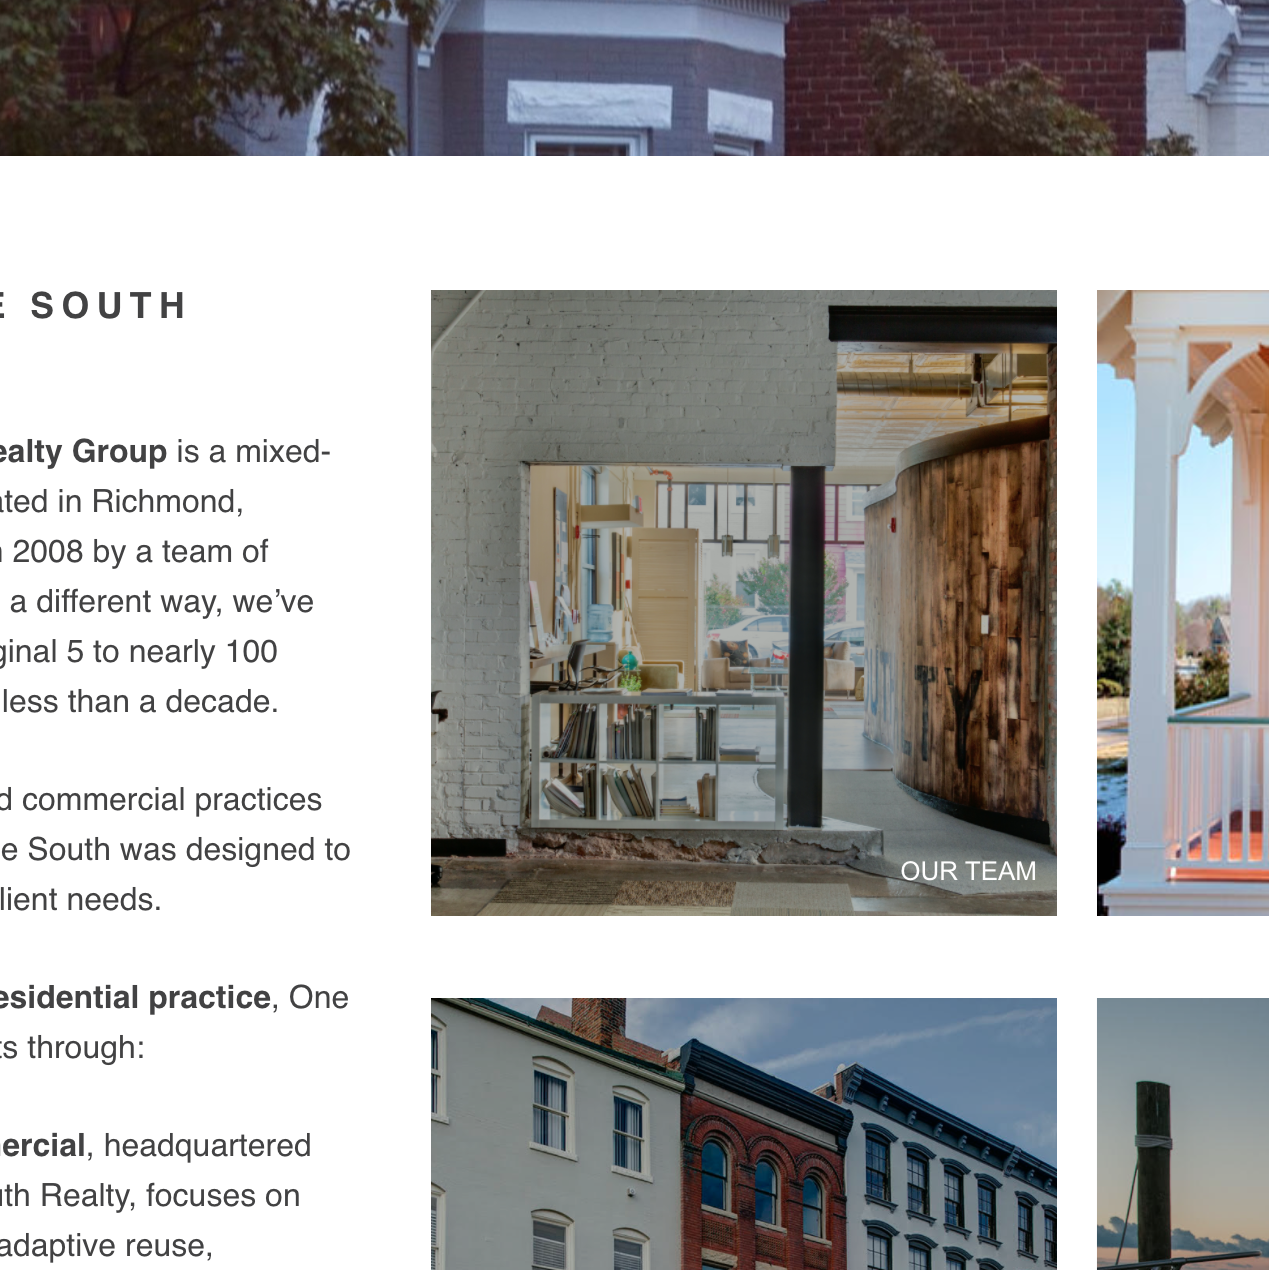 E SOUTH
ealty Group is a mixed-
ated in Richmond,
n 2008 by a team of
a different way, we’ve
ginal 5 to nearly 100
less than a decade.
d commercial practices
e South was designed to
lient needs.
esidential practice, One
ts through:
ercial, headquartered
uth Realty, focuses on
adaptive reuse,
OUR TEAM